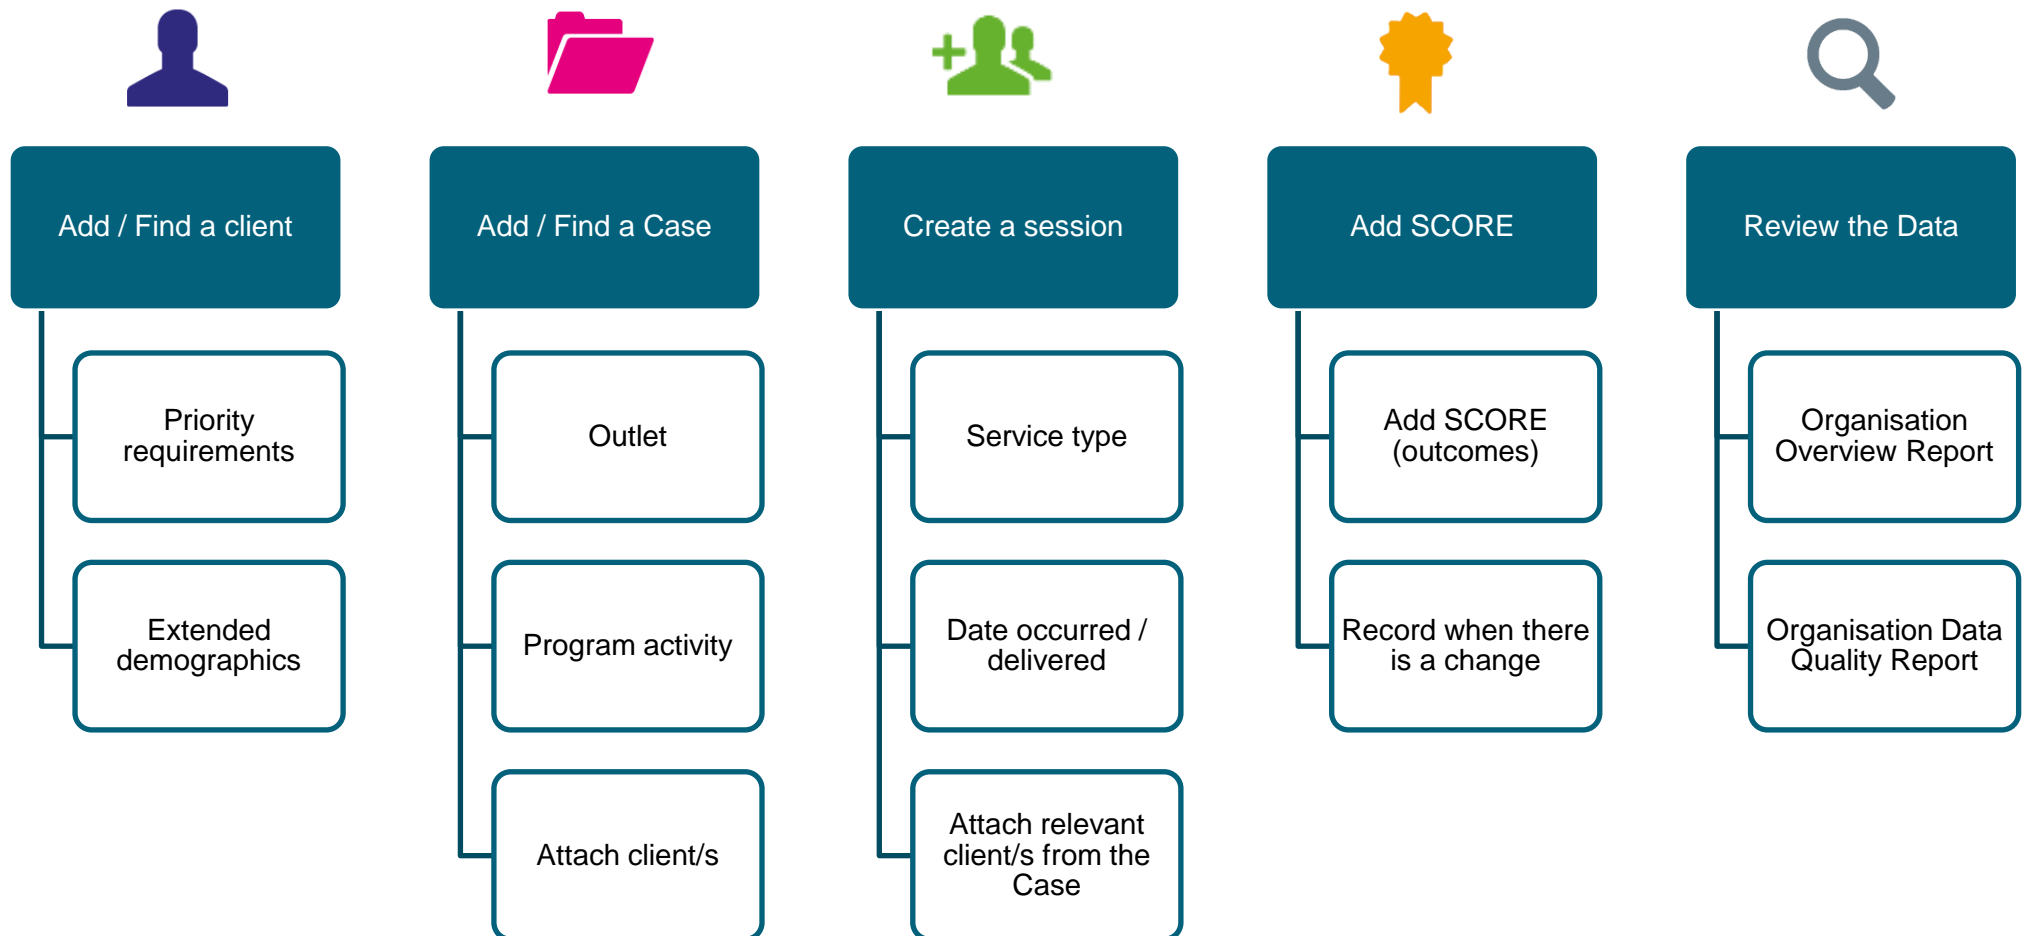 Add / Find a client
Priority
requirements
Extended
demographics
Add / Find a Case
Outlet
Program activity
Attach client/s
Create a session
Service type
Date occurred /
delivered
Attach relevant
client/s from the
Case
Add SCORE
Add SCORE
(outcomes)
Record when there
is a change
Review the Data
Organisation
Overview Report
Organisation Data
Quality Report